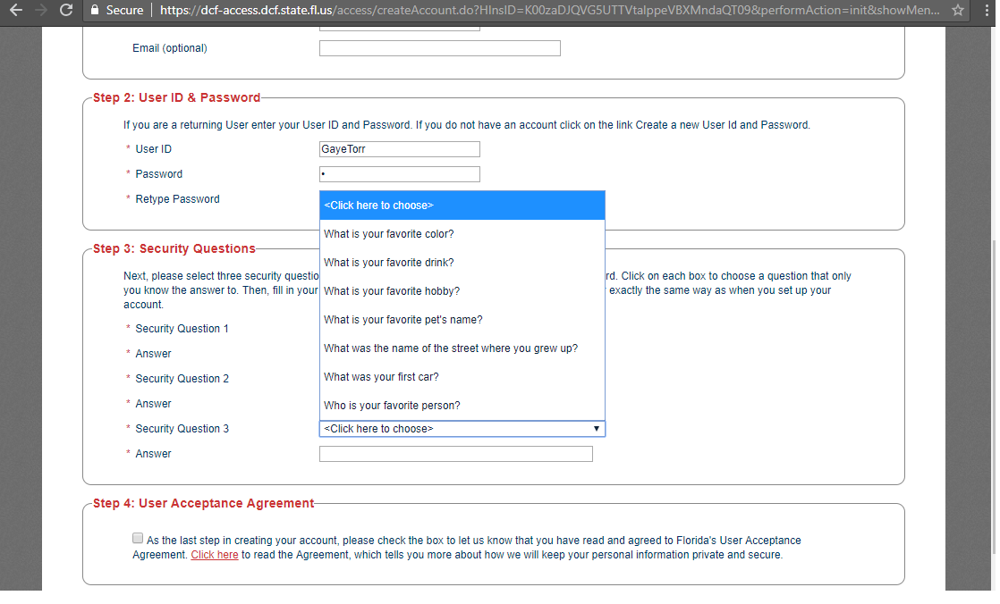 Secure | https://dcf-access.dcf.state.fl.us/access/createAccount.do?HInsID=K00zaDJQVG5UTTVtalppeVBXMndaQT09&performAction=init&showMen...
Email (optional)
Step 2: User ID & Password
If you are a returning User enter your User ID and Password. If you do not have an account click on the link Create a new User Id and Password.
* User ID GayeTorr
* Password •
* Retype Password
<Click here to choose>
What is your favorite color?
What is your favorite drink?
What is your favorite hobby?
What is your favorite pet's name?
What was the name of the street where you grew up?
What was your first car?
Who is your favorite person?
Step 3: Security Questions
Next, please select three security questio rd. Click on each box to choose a question that only
you know the answer to. Then, fill in your exactly the same way as when you set up your
account.
* Security Question 1
* Answer
* Security Question 2
* Answer
* Security Question 3 <Click here to choose>
* Answer
Step 4: User Acceptance Agreement
As the last step in creating your account, please check the box to let us know that you have read and agreed to Florida's User Acceptance
Agreement. Click here to read the Agreement, which tells you more about how we will keep your personal information private and secure.